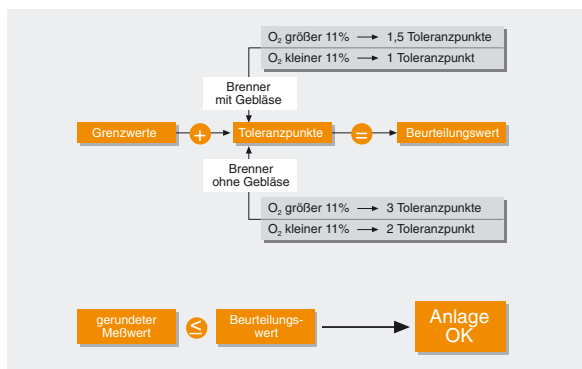 O₂ größer 11% → 1,5 Toleranzpunkte
O₂ kleiner 11% → 1 Toleranzpunkt
Brenner
mit Gebläse
Grenzwerte + Toleranzpunkte = Beurteilungswert
Brenner
ohne Gebläse
O₂ größer 11% → 3 Toleranzpunkte
O₂ kleiner 11% → 2 Toleranzpunkt
gerundeter
Meßwert
≤
Beurteilungs-
wert
Anlage
OK